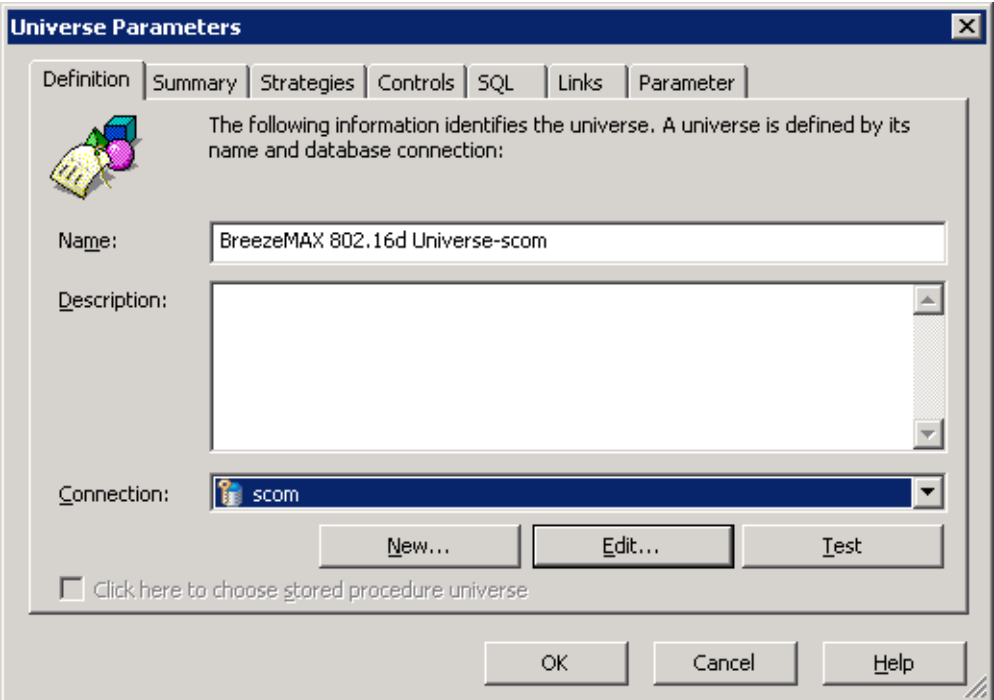 Universe Parameters
Definition Summary Strategies Controls SQL Links Parameter
The following information identifies the universe. A universe is defined by its
name and database connection:
Name: BreezeMAX 802.16d Universe-scom
Description:
Connection: scom
New... Edit... Test
Click here to choose stored procedure universe
OK Cancel Help